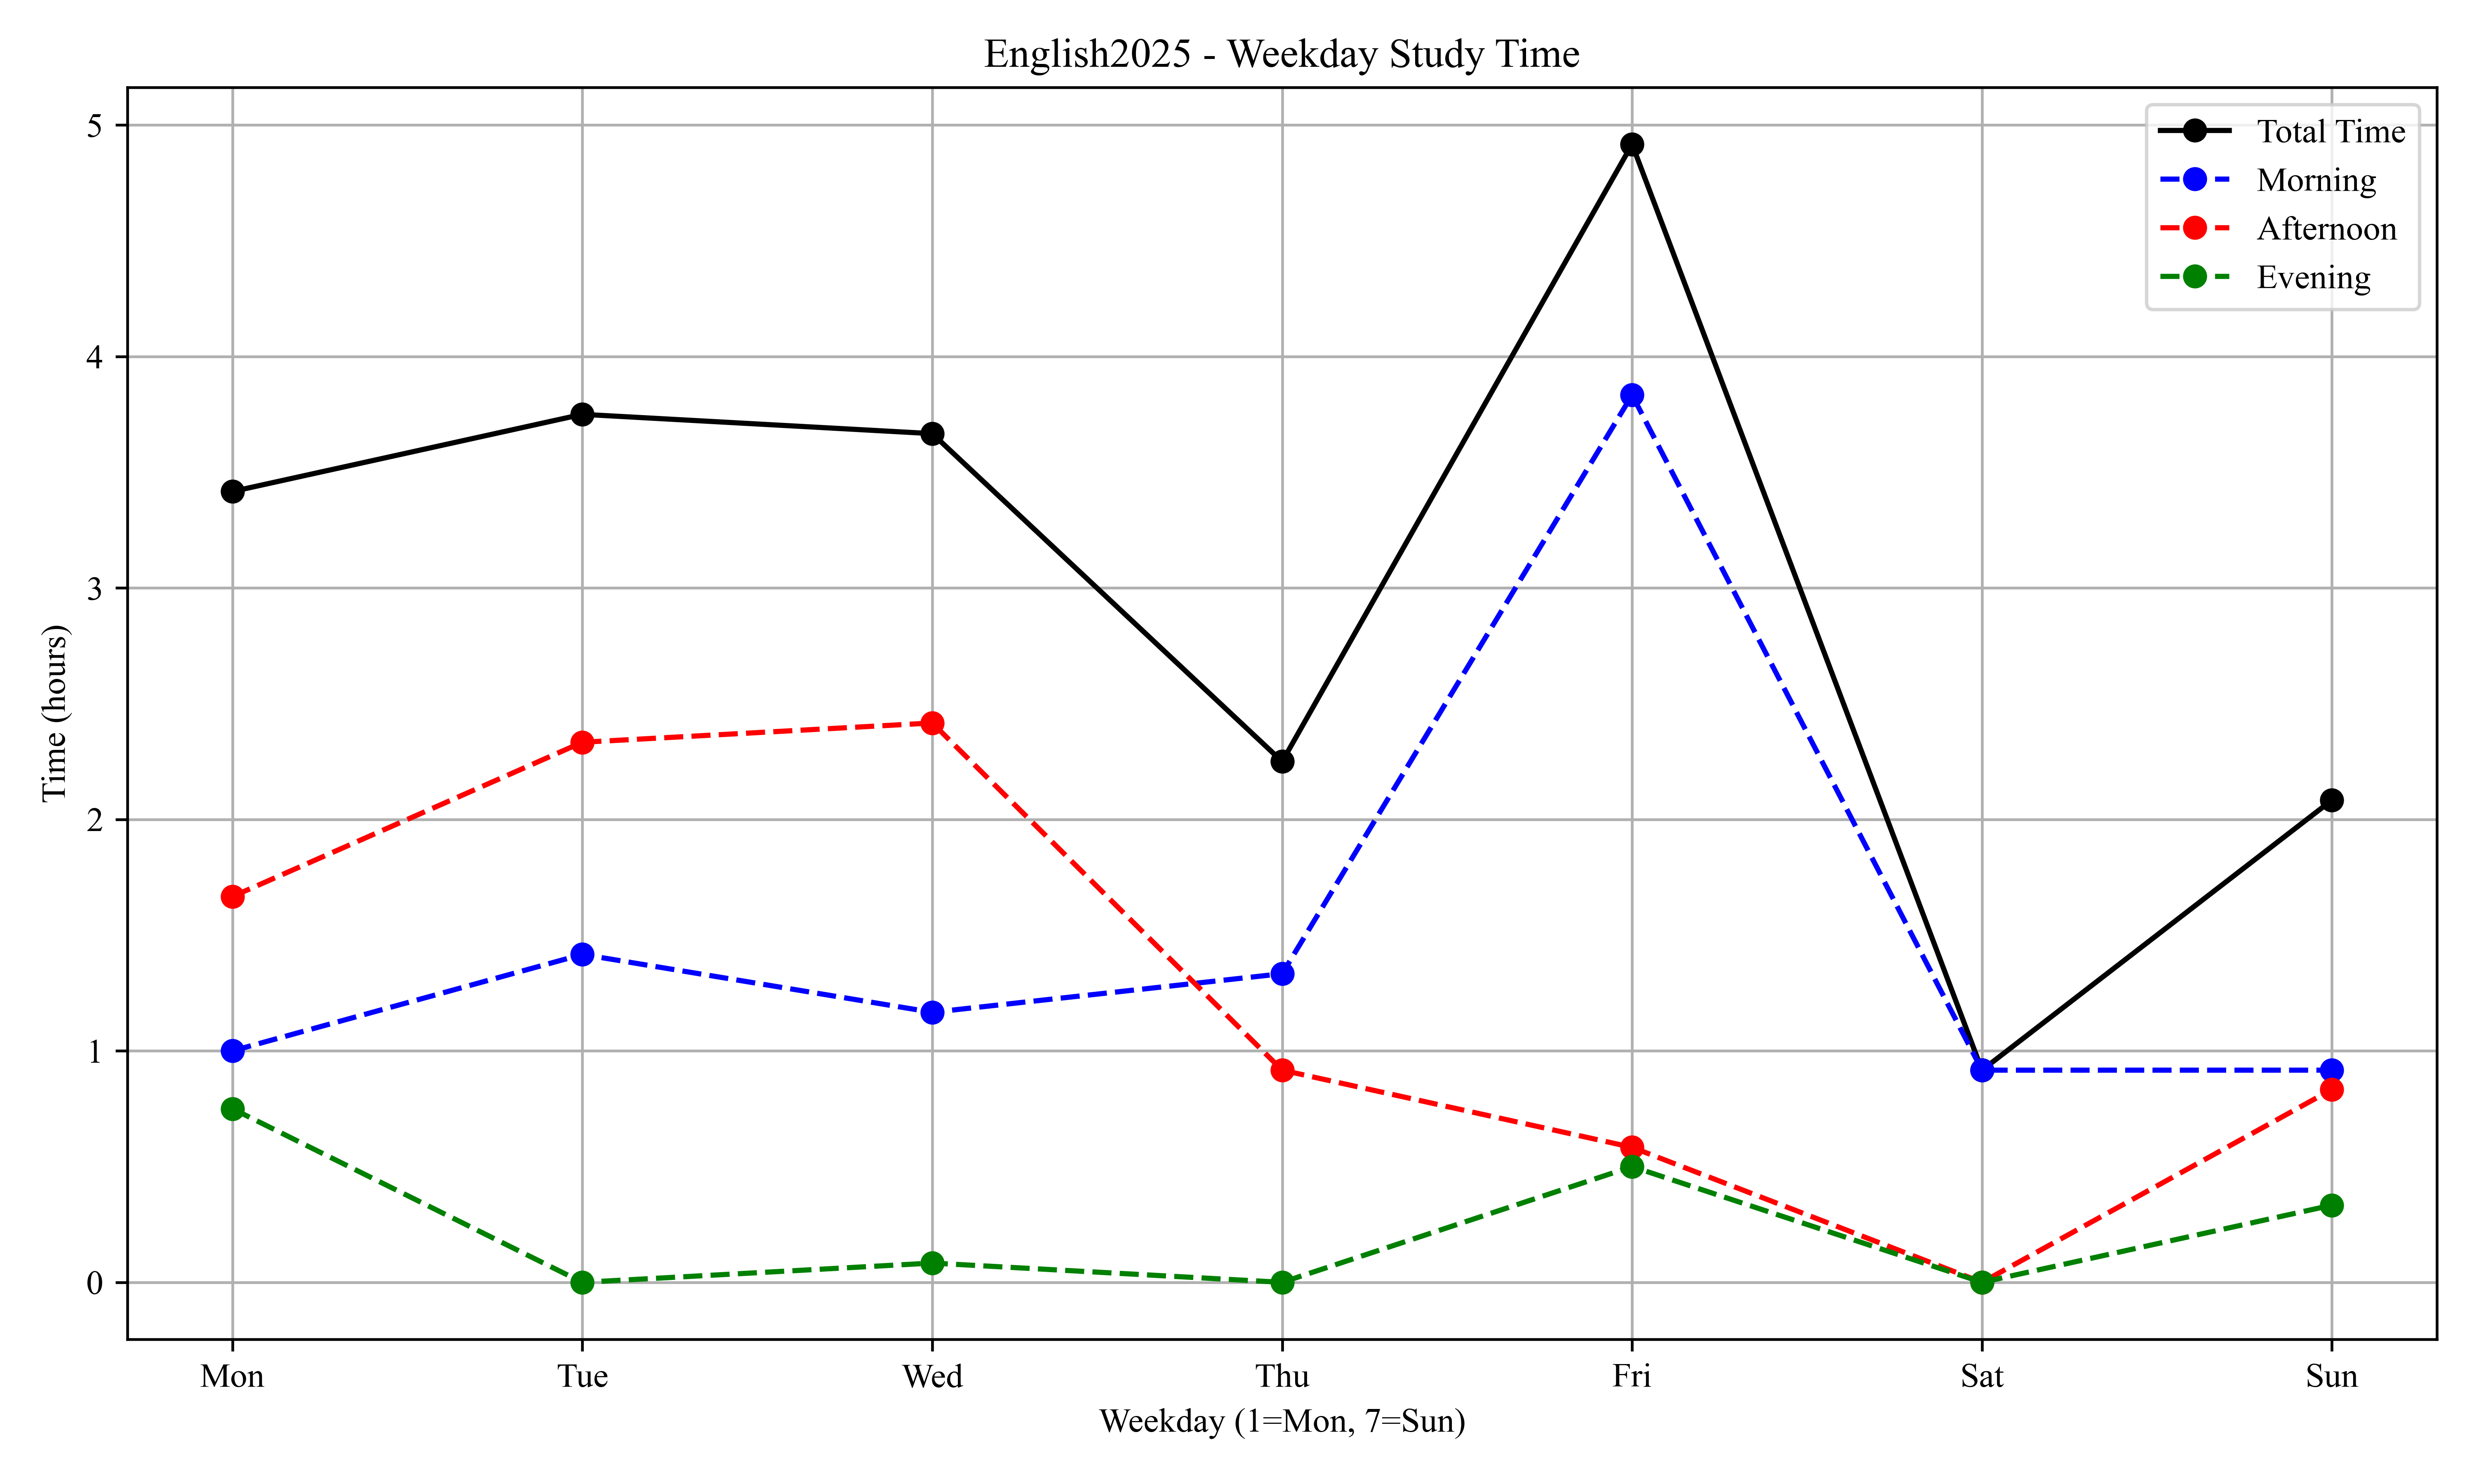 English2025 - Weekday Study Time
5
4
3
2
1
0
Time (hours)
Total Time
Morning
Afternoon
Evening
Mon Tue Wed Thu Fri Sat Sun
Weekday (1=Mon, 7=Sun)